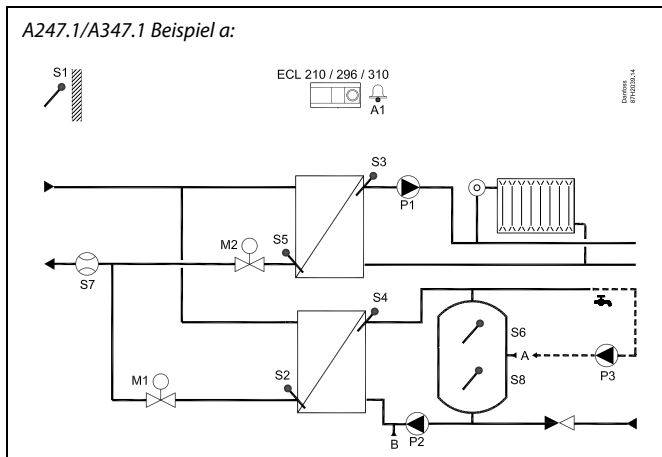 A247.1/A347.1 Beispiel a:
S1
ECL 210 / 296 / 310
A1
Danfoss
87H2039.14
S3
P1
M2
S5
S7
S4
S6
A
S8
P3
M1
S2
B
P2